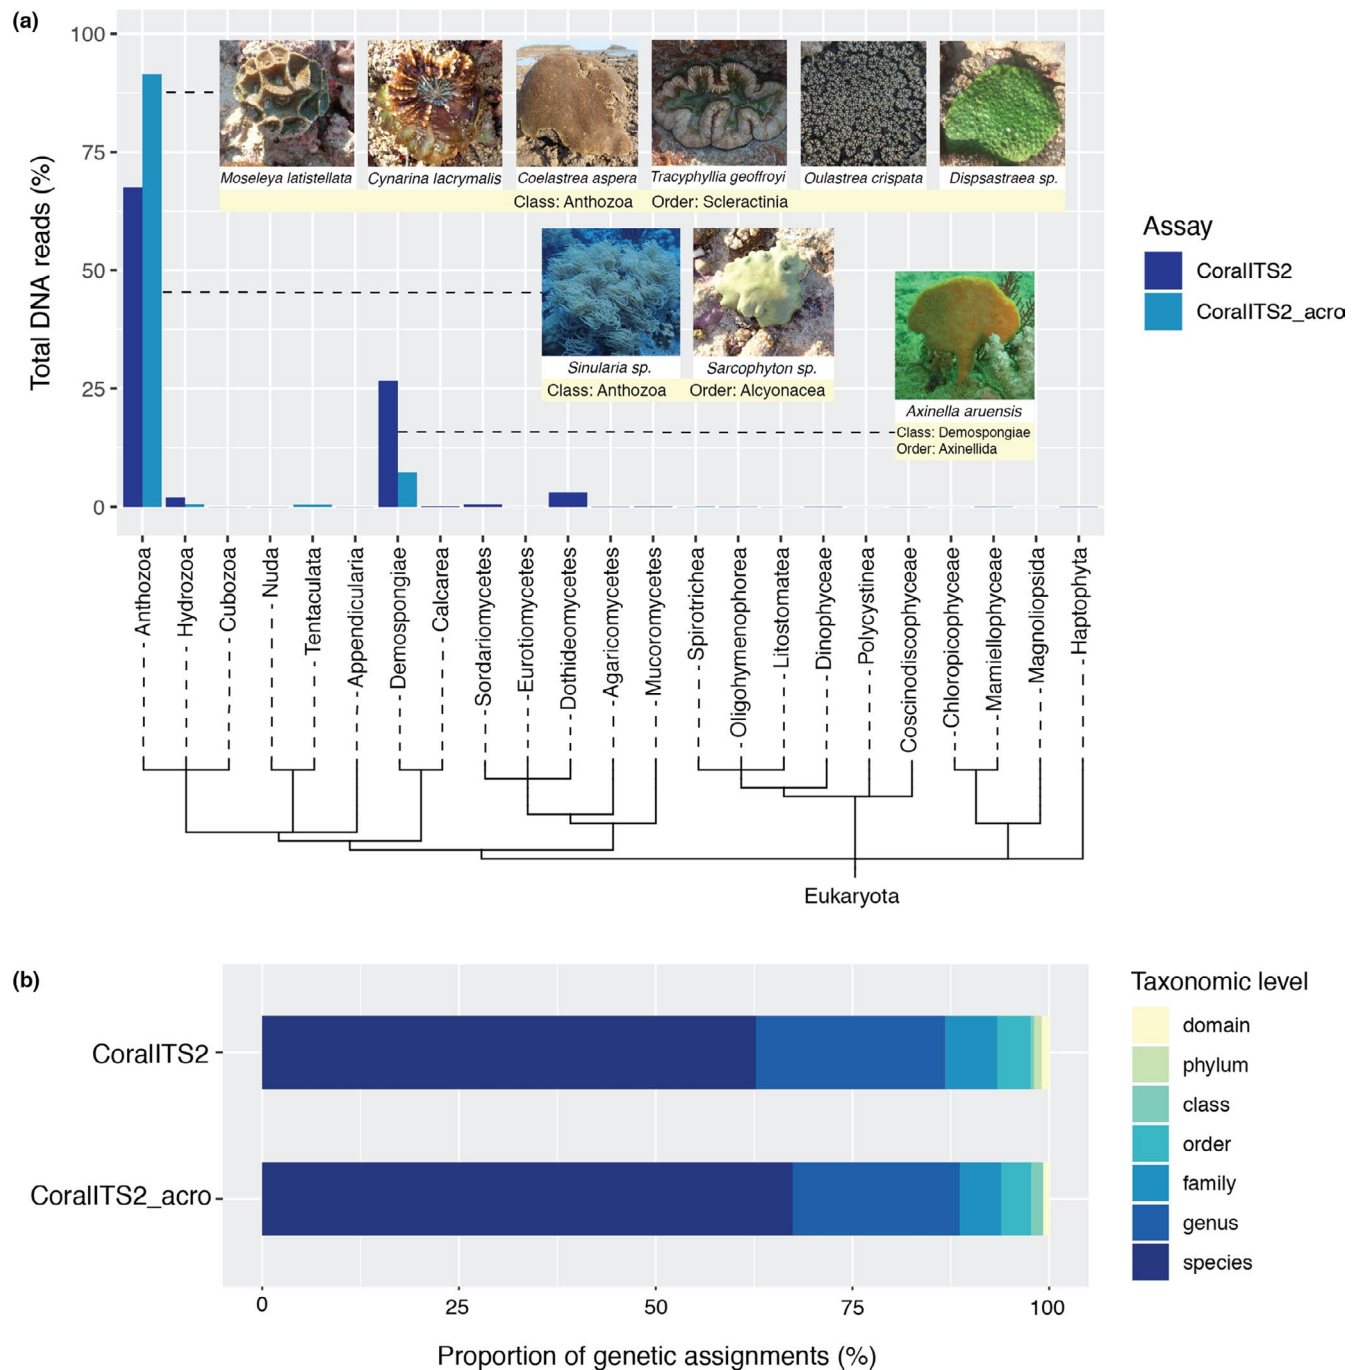 (a)
100
75
50
25
0
Total DNA reads (%)
Moseleya latistellata
Cynarina lacrymalis
Coelastrea aspera
Tracyphyllia geoffroyi
Oulastrea crispata
Dispsastraea sp.
Class: Anthozoa Order: Scleractinia
Sinularia sp.
Sarcophyton sp.
Class: Anthozoa Order: Alcyonacea
Axinella aruensis
Class: Demospongiae
Order: Axinellida
Assay
CoralITS2
CoralITS2_acro
Anthozoa
Hydrozoa
Cubozoa
Nuda
Tentaculata
Appendicularia
Demospongiae
Calcarea
Sordariomycetes
Eurotiomycetes
Dothideomycetes
Agaricomycetes
Mucoromycetes
Spirotrichea
Oligohymenophorea
Litostomatea
Dinophyceae
Polycystinea
Coscinodiscophyceae
Chloropicophyceae
Mamiellophyceae
Magnoliopsida
Haptophyta
Eukaryota
(b)
CoralITS2
CoralITS2_acro
0 25 50 75 100
Proportion of genetic assignments (%)
Taxonomic level
domain
phylum
class
order
family
genus
species